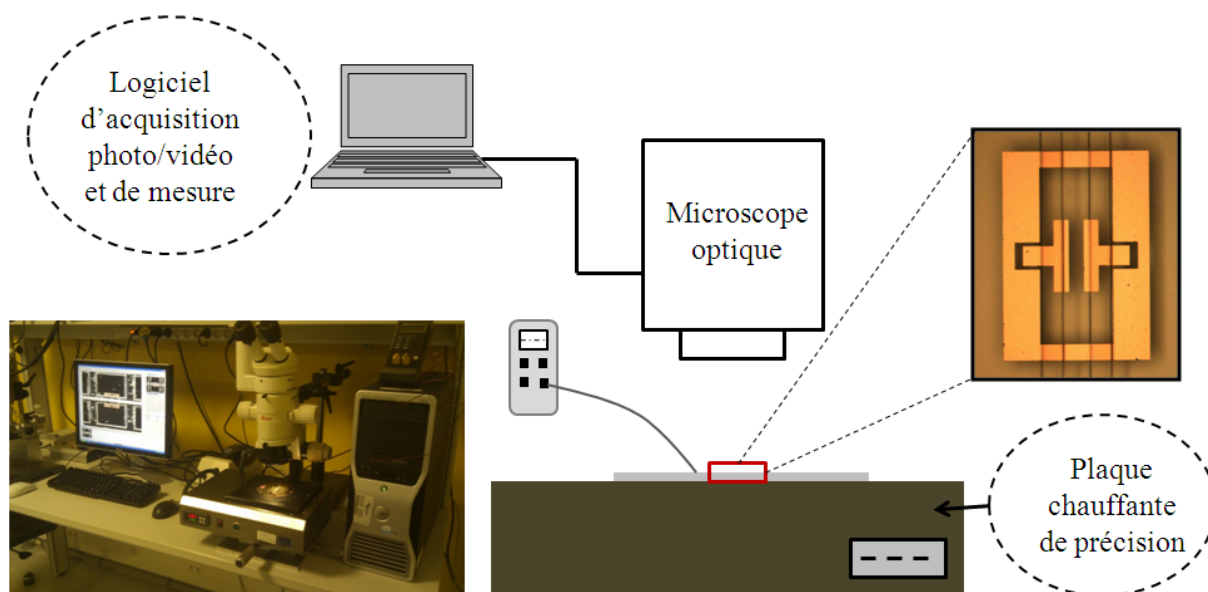 Logiciel
d’acquisition
photo/vidéo
et de mesure
Microscope
optique
Plaque
chauffante
de précision